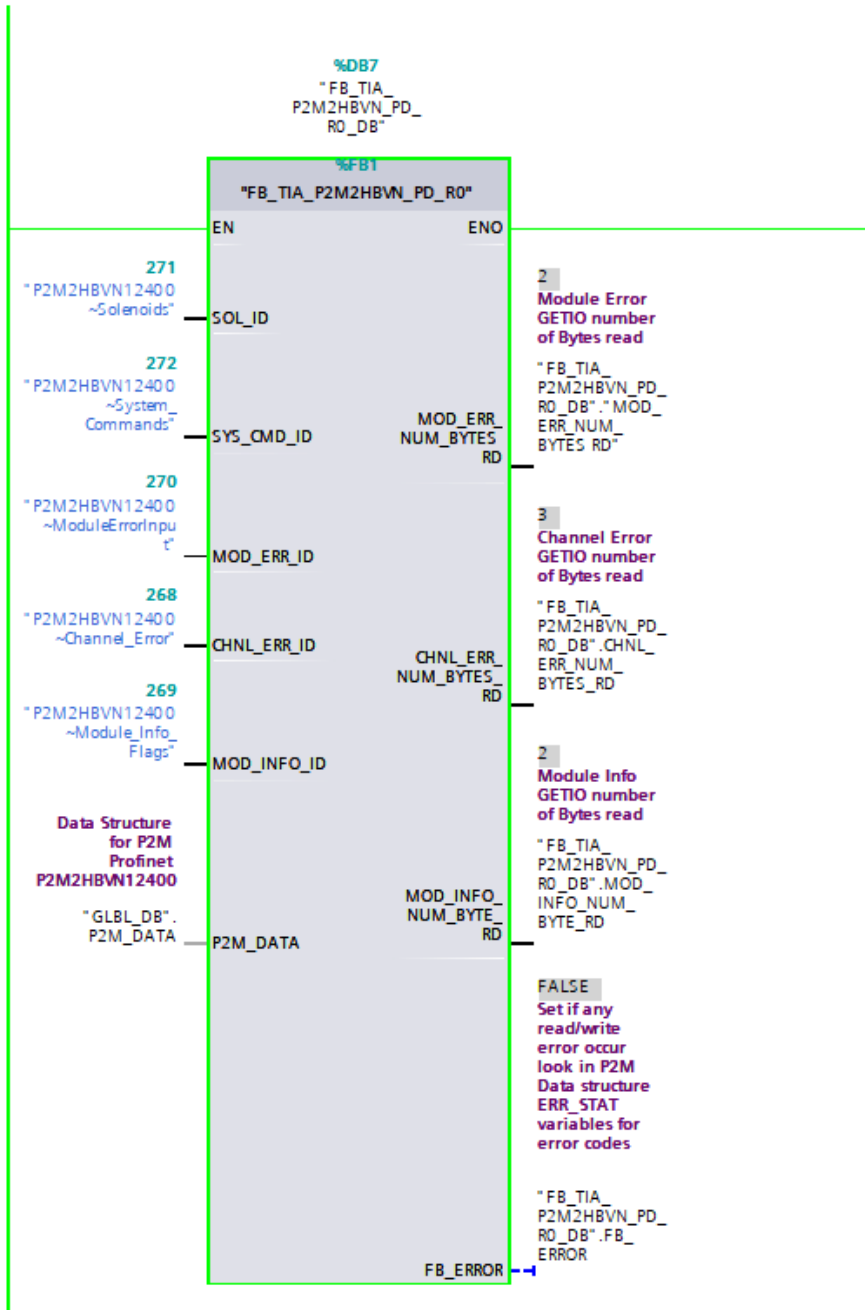 %DB7
"FB_TIA_
P2M2HBVN_PD_
R0_DB"
%FB1
"FB_TIA_P2M2HBVN_PD_R0"
EN
ENO
271
"P2M2HBVN12400
~Solenoids"
SOL_ID
272
"P2M2HBVN12400
~System_
Commands"
SYS_CMD_ID
270
"P2M2HBVN12400
~ModuleErrorInpu
t"
MOD_ERR_ID
268
"P2M2HBVN12400
~Channel_Error"
CHNL_ERR_ID
269
"P2M2HBVN12400
~Module_Info_
Flags"
MOD_INFO_ID
Data Structure
for P2M
Profinet
P2M2HBVN12400
"GLBL_DB".
P2M_DATA
P2M_DATA
2
Module Error
GETIO number
of Bytes read
"FB_TIA_
P2M2HBVN_PD_
R0_DB"."MOD_
ERR_NUM_
BYTES RD"
MOD_ERR_
NUM_BYTES
RD
3
Channel Error
GETIO number
of Bytes read
"FB_TIA_
P2M2HBVN_PD_
R0_DB".CHNL_
ERR_NUM_
BYTES_RD
CHNL_ERR_
NUM_BYTES_
RD
2
Module Info
GETIO number
of Bytes read
"FB_TIA_
P2M2HBVN_PD_
R0_DB".MOD_
INFO_NUM_
BYTE_RD
MOD_INFO_
NUM_BYTE_
RD
FALSE
Set if any
read/write
error occur
look in P2M
Data structure
ERR_STAT
variables for
error codes
"FB_TIA_
P2M2HBVN_PD_
R0_DB".FB_
ERROR
FB_ERROR